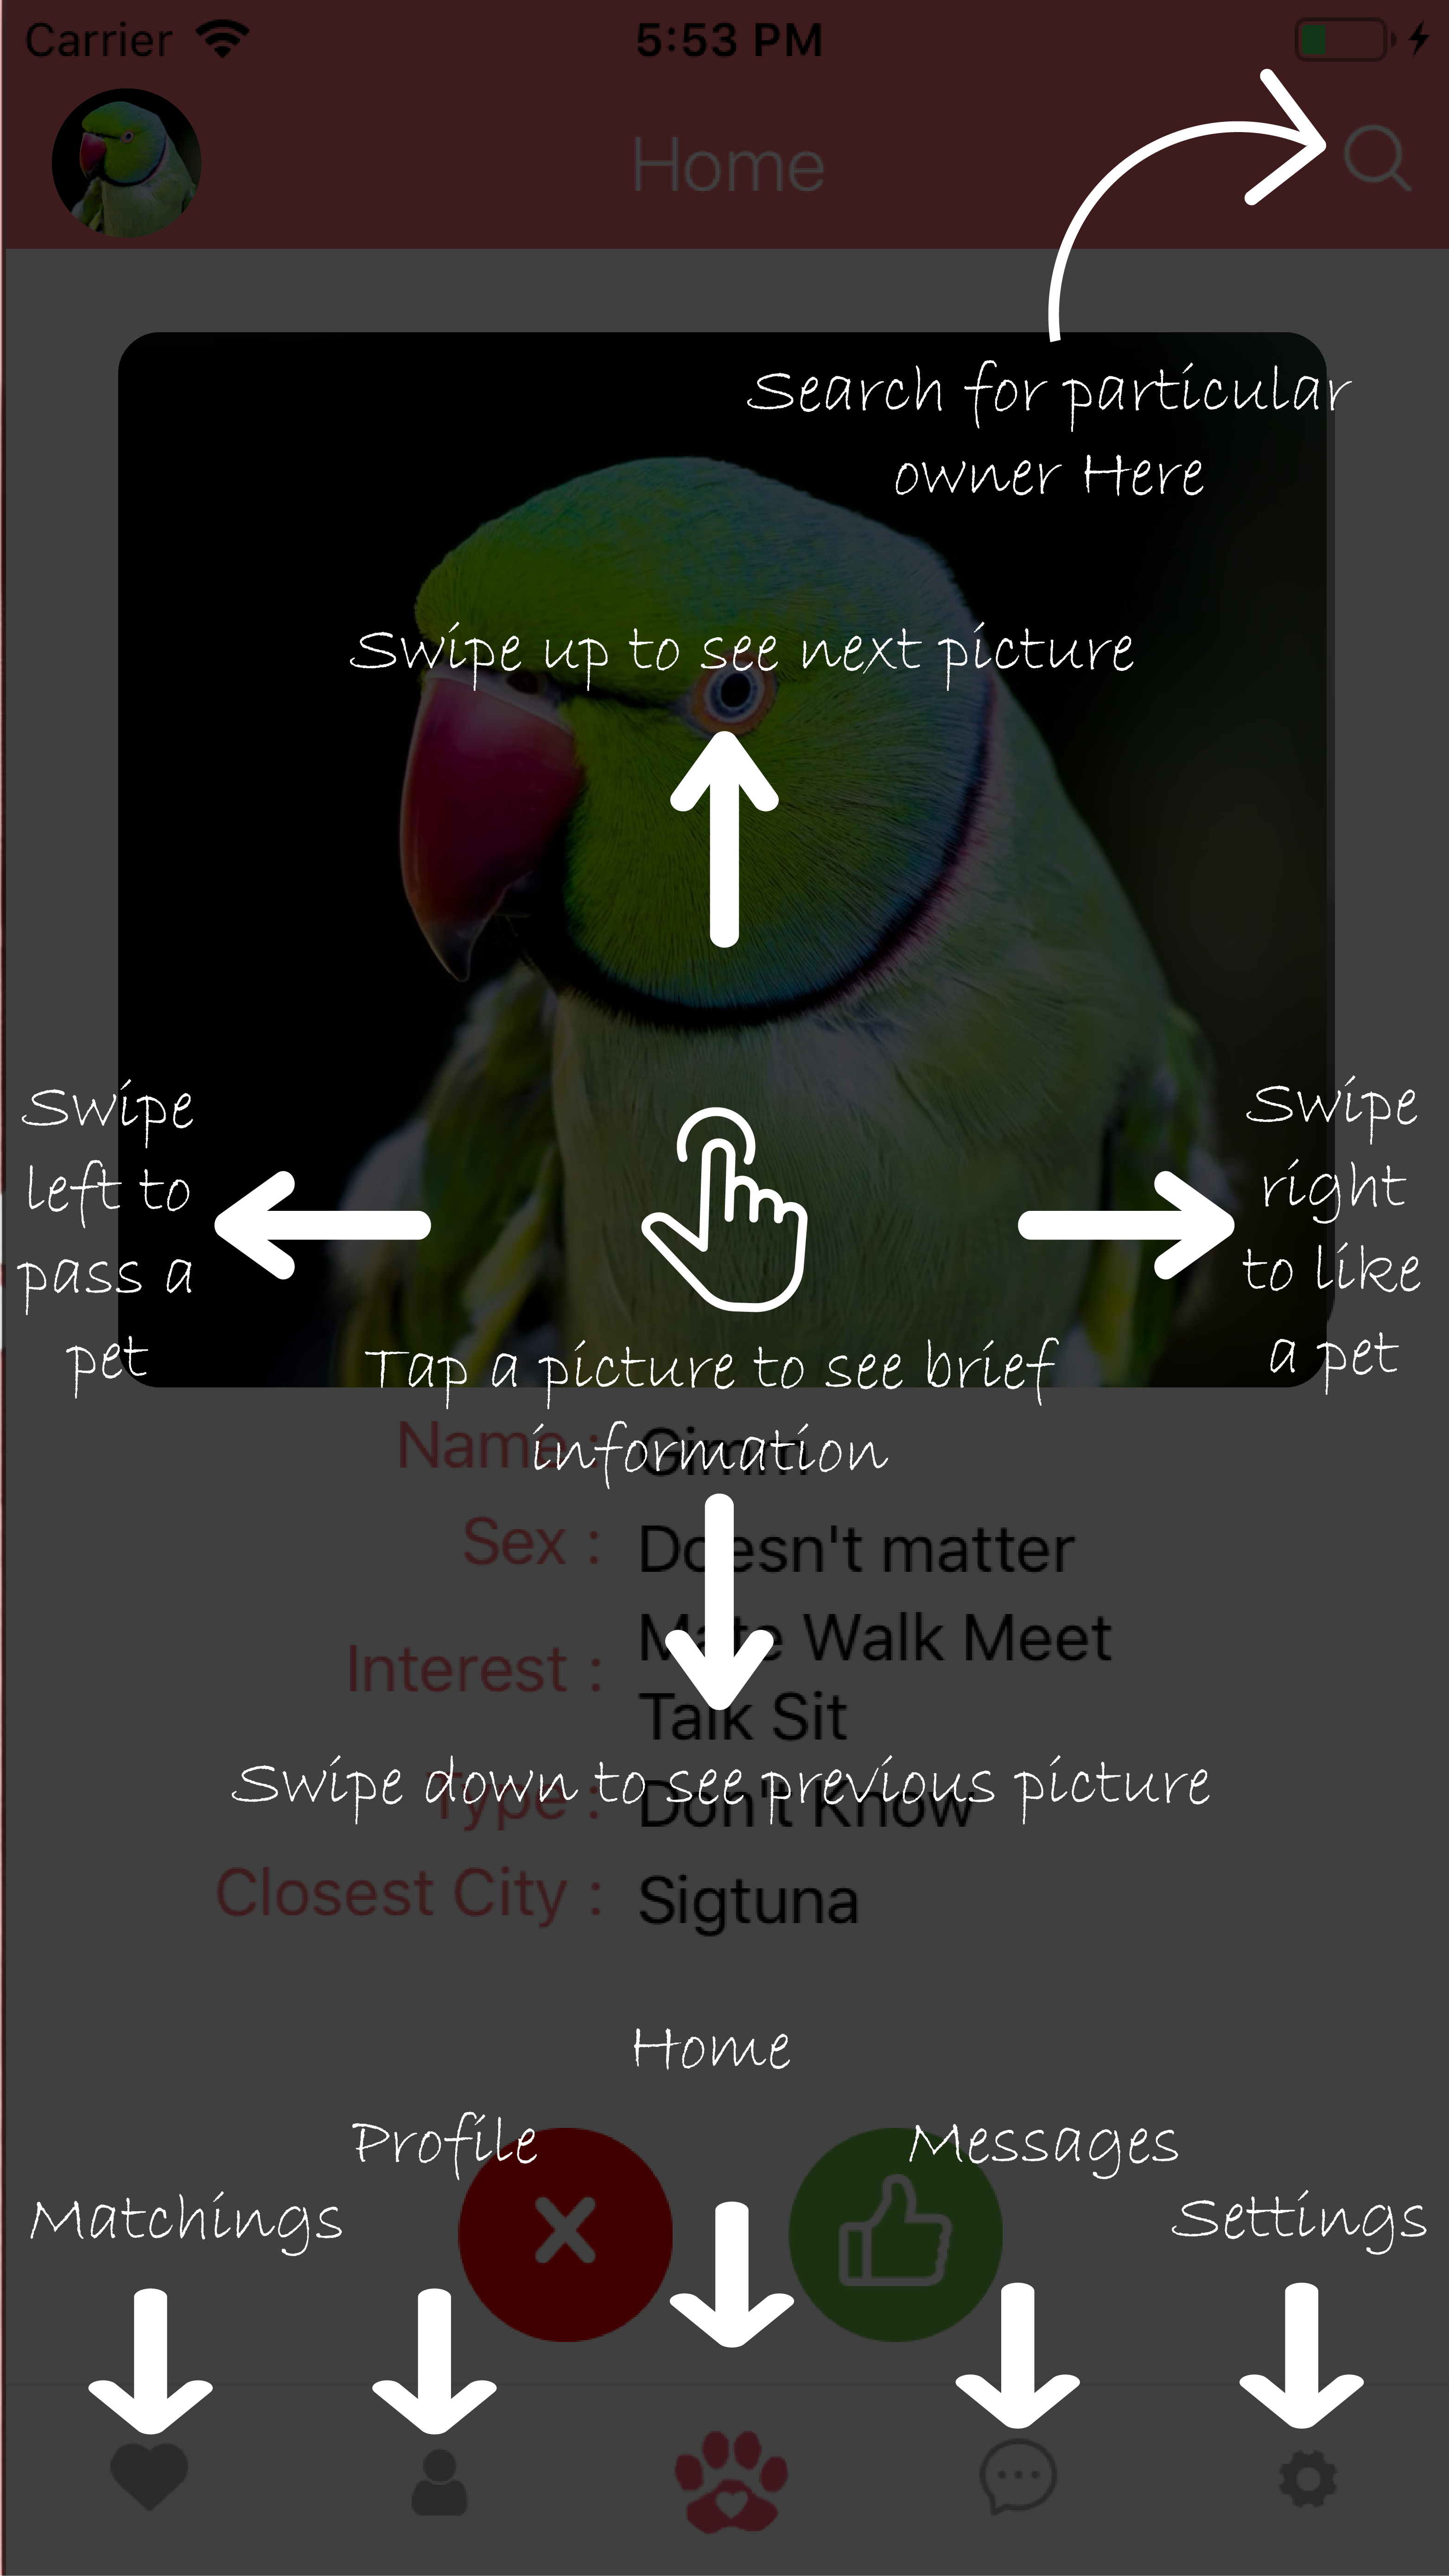 Carrier 5:53 PM
Home
Search for particular
owner Here
Swipe up to see next picture
Swipe
left to
pass a
pet
Swipe
right
to like
a pet
Tap a picture to see brief
information
Name :
Sex : Doesn't matter
Interest : Mate Walk Meet
Talk Sit
Swipe down to see previous picture
Type : Don't Know
Closest City : Sigtuna
Home
Profile
Messages
Matchings
Settings